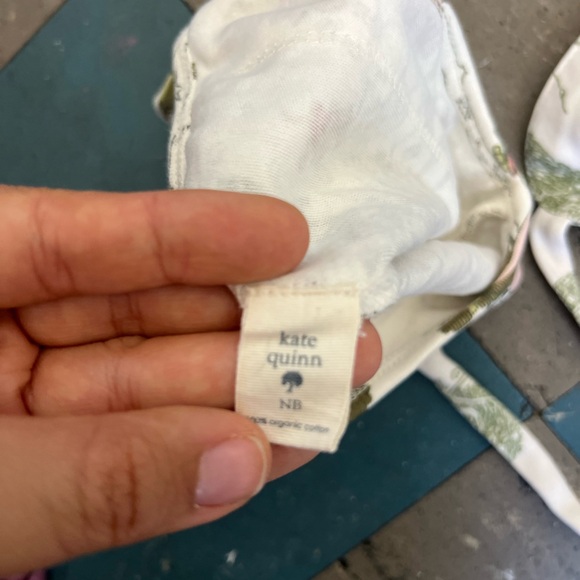 kate
quinn
NB
organic cotton